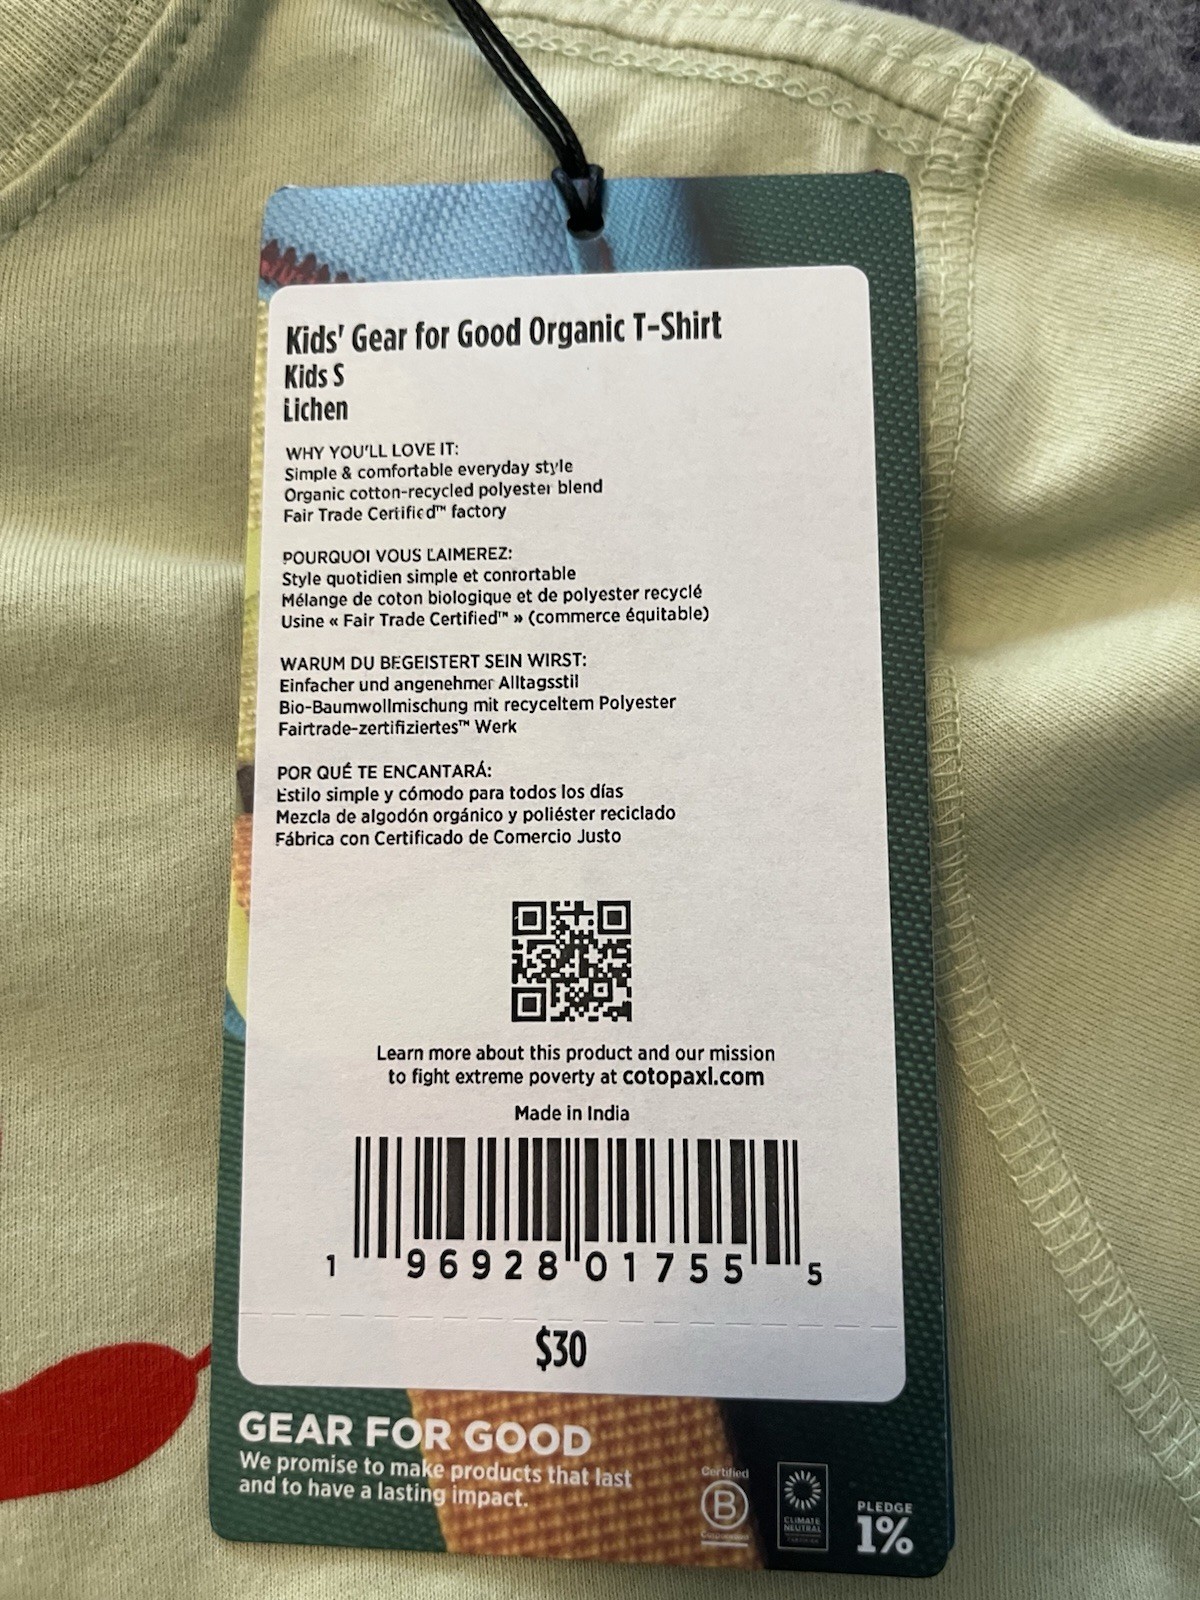 Kids' Gear for Good Organic T-Shirt
Kids S
Lichen
WHY YOU'LL LOVE IT:
Simple & comfortable everyday style
Organic cotton-recycled polyester blend
Fair Trade Certified™ factory
POURQUOI VOUS L'AIMEREZ:
Style quotidien simple et confortable
Mélange de coton biologique et de polyester recyclé
Usine « Fair Trade Certified™ » (commerce équitable)
WARUM DU BEGEISTERT SEIN WIRST:
Einfacher und angenehmer Alltagsstil
Bio-Baumwollmischung mit recyceltem Polyester
Fairtrade-zertifiziertes™ Werk
POR QUÉ TE ENCANTARÁ:
Estilo simple y cómodo para todos los días
Mezcla de algodón orgánico y poliéster reciclado
Fábrica con Certificado de Comercio Justo
Learn more about this product and our mission
to fight extreme poverty at cotopaxi.com
Made in India
1 96928 01755 5
$30
GEAR FOR GOOD
We promise to make products that last
and to have a lasting impact.
Certified
B
CLIMATE
NEUTRAL
PLEDGE
1%